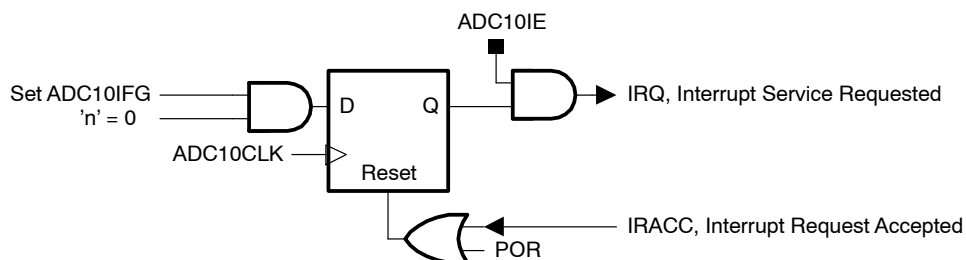 ADC10IE
Set ADC10IFG
D
Q
IRQ, Interrupt Service Requested
'n' = 0
ADC10CLK
Reset
IRACC, Interrupt Request Accepted
POR